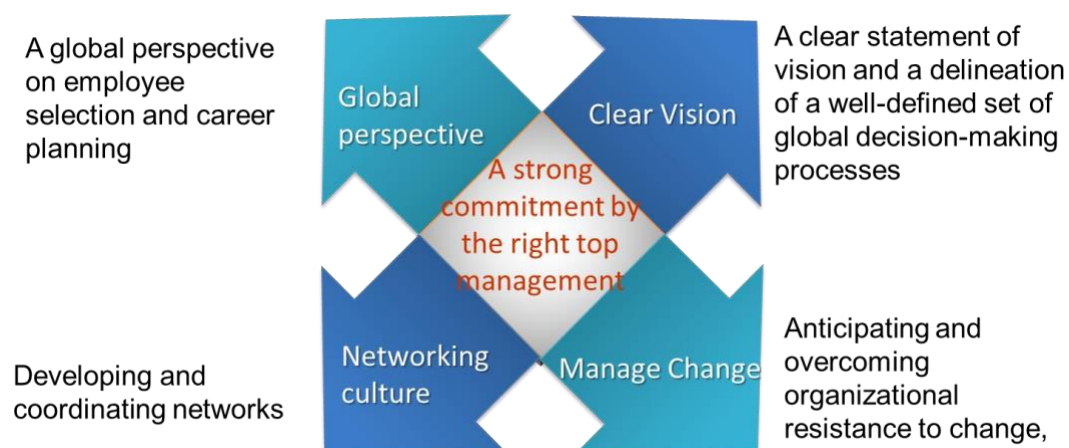 A global perspective
on employee
selection and career
planning
Global
perspective
Clear Vision
A clear statement of
vision and a delineation
of a well-defined set of
global decision-making
processes
A strong
commitment by
the right top
management
Developing and
coordinating networks
Networking
culture
Manage Change
Anticipating and
overcoming
organizational
resistance to change,